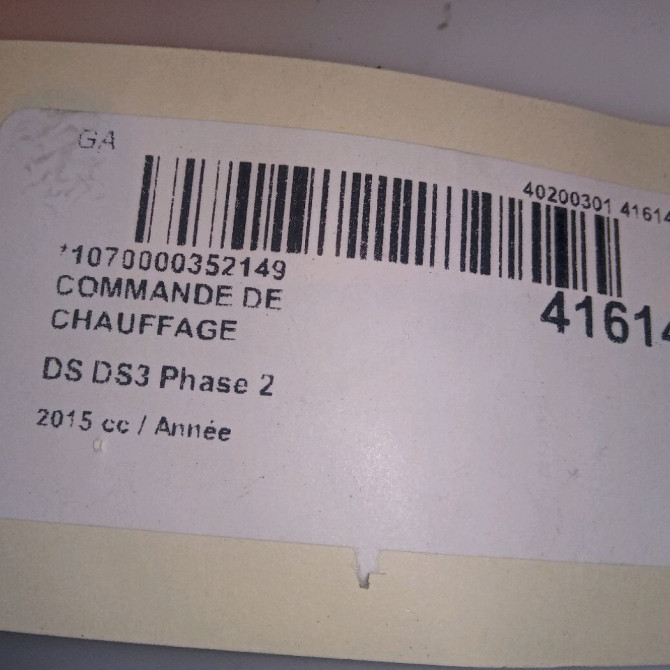 GA
40200301 41614
*1070000352149
COMMANDE DE
CHAUFFAGE
41614
DS DS3 Phase 2
2015 cc / Année